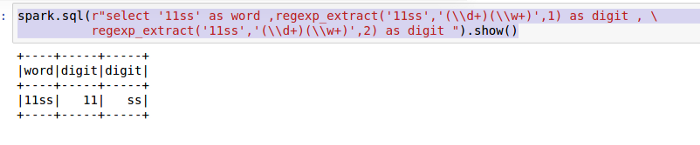 : spark.sql(r"select '11ss' as word ,regexp_extract('11ss','(\\d+)(\\w+)',1) as digit , \
regexp_extract('11ss','(\\d+)(\\w+)',2) as digit ").show()
+----+-----+-----+
|word|digit|digit|
+----+-----+-----+
|11ss|   11|   ss|
+----+-----+-----+